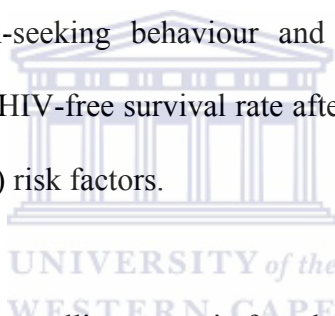 -seeking behaviour and
HIV-free survival rate afte
) risk factors.
UNIVERSITY of the
WESTERN CAPE